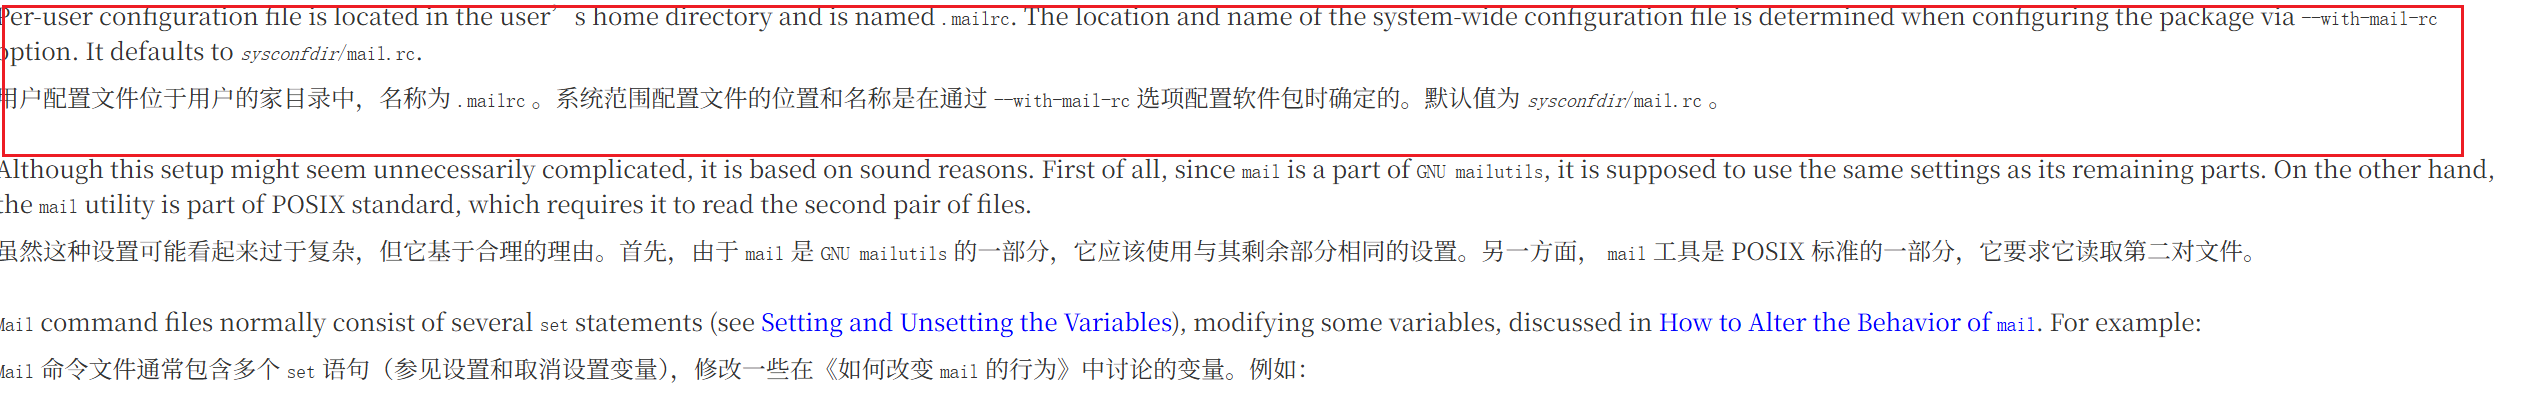 Per-user configuration file is located in the user’s home directory and is named .mailrc. The location and name of the system-wide configuration file is determined when configuring the package via --with-mail-rc
option. It defaults to sysconfdir/mail.rc.
用户配置文件位于用户的家目录中，名称为 .mailrc 。系统范围配置文件的位置和名称是在通过 --with-mail-rc 选项配置软件包时确定的。默认值为 sysconfdir/mail.rc 。
Although this setup might seem unnecessarily complicated, it is based on sound reasons. First of all, since mail is a part of GNU mailutils, it is supposed to use the same settings as its remaining parts. On the other hand,
the mail utility is part of POSIX standard, which requires it to read the second pair of files.
虽然这种设置可能看起来过于复杂，但它基于合理的理由。首先，由于 mail 是 GNU mailutils 的一部分，它应该使用与其剩余部分相同的设置。另一方面， mail 工具是 POSIX 标准的一部分，它要求它读取第二对文件。
Mail command files normally consist of several set statements (see Setting and Unsetting the Variables), modifying some variables, discussed in How to Alter the Behavior of mail. For example:
Mail 命令文件通常包含多个 set 语句（参见设置和取消设置变量），修改一些在《如何改变 mail 的行为》中讨论的变量。例如：